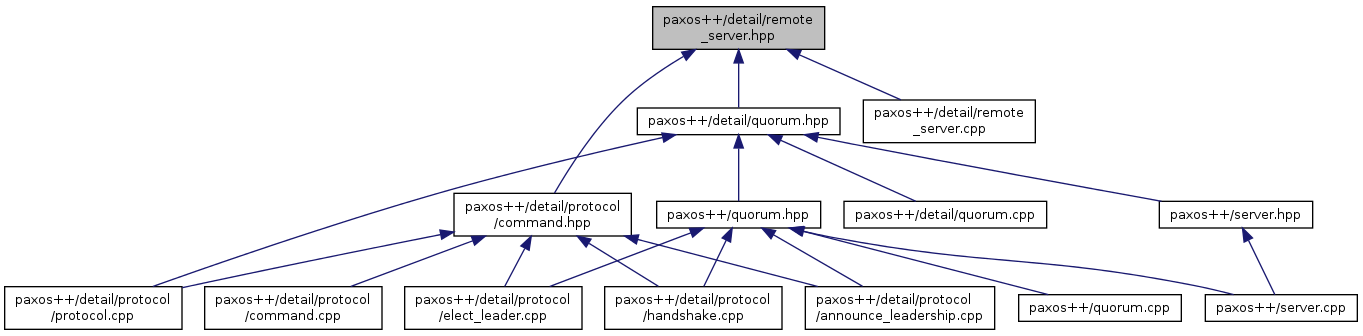 paxos++/detail/remote
_server.hpp
paxos++/detail/quorum.hpp
paxos++/detail/remote
_server.cpp
paxos++/detail/protocol
/command.hpp
paxos++/quorum.hpp
paxos++/detail/quorum.cpp
paxos++/server.hpp
paxos++/detail/protocol
/protocol.cpp
paxos++/detail/protocol
/command.cpp
paxos++/detail/protocol
/elect_leader.cpp
paxos++/detail/protocol
/handshake.cpp
paxos++/detail/protocol
/announce_leadership.cpp
paxos++/quorum.cpp
paxos++/server.cpp